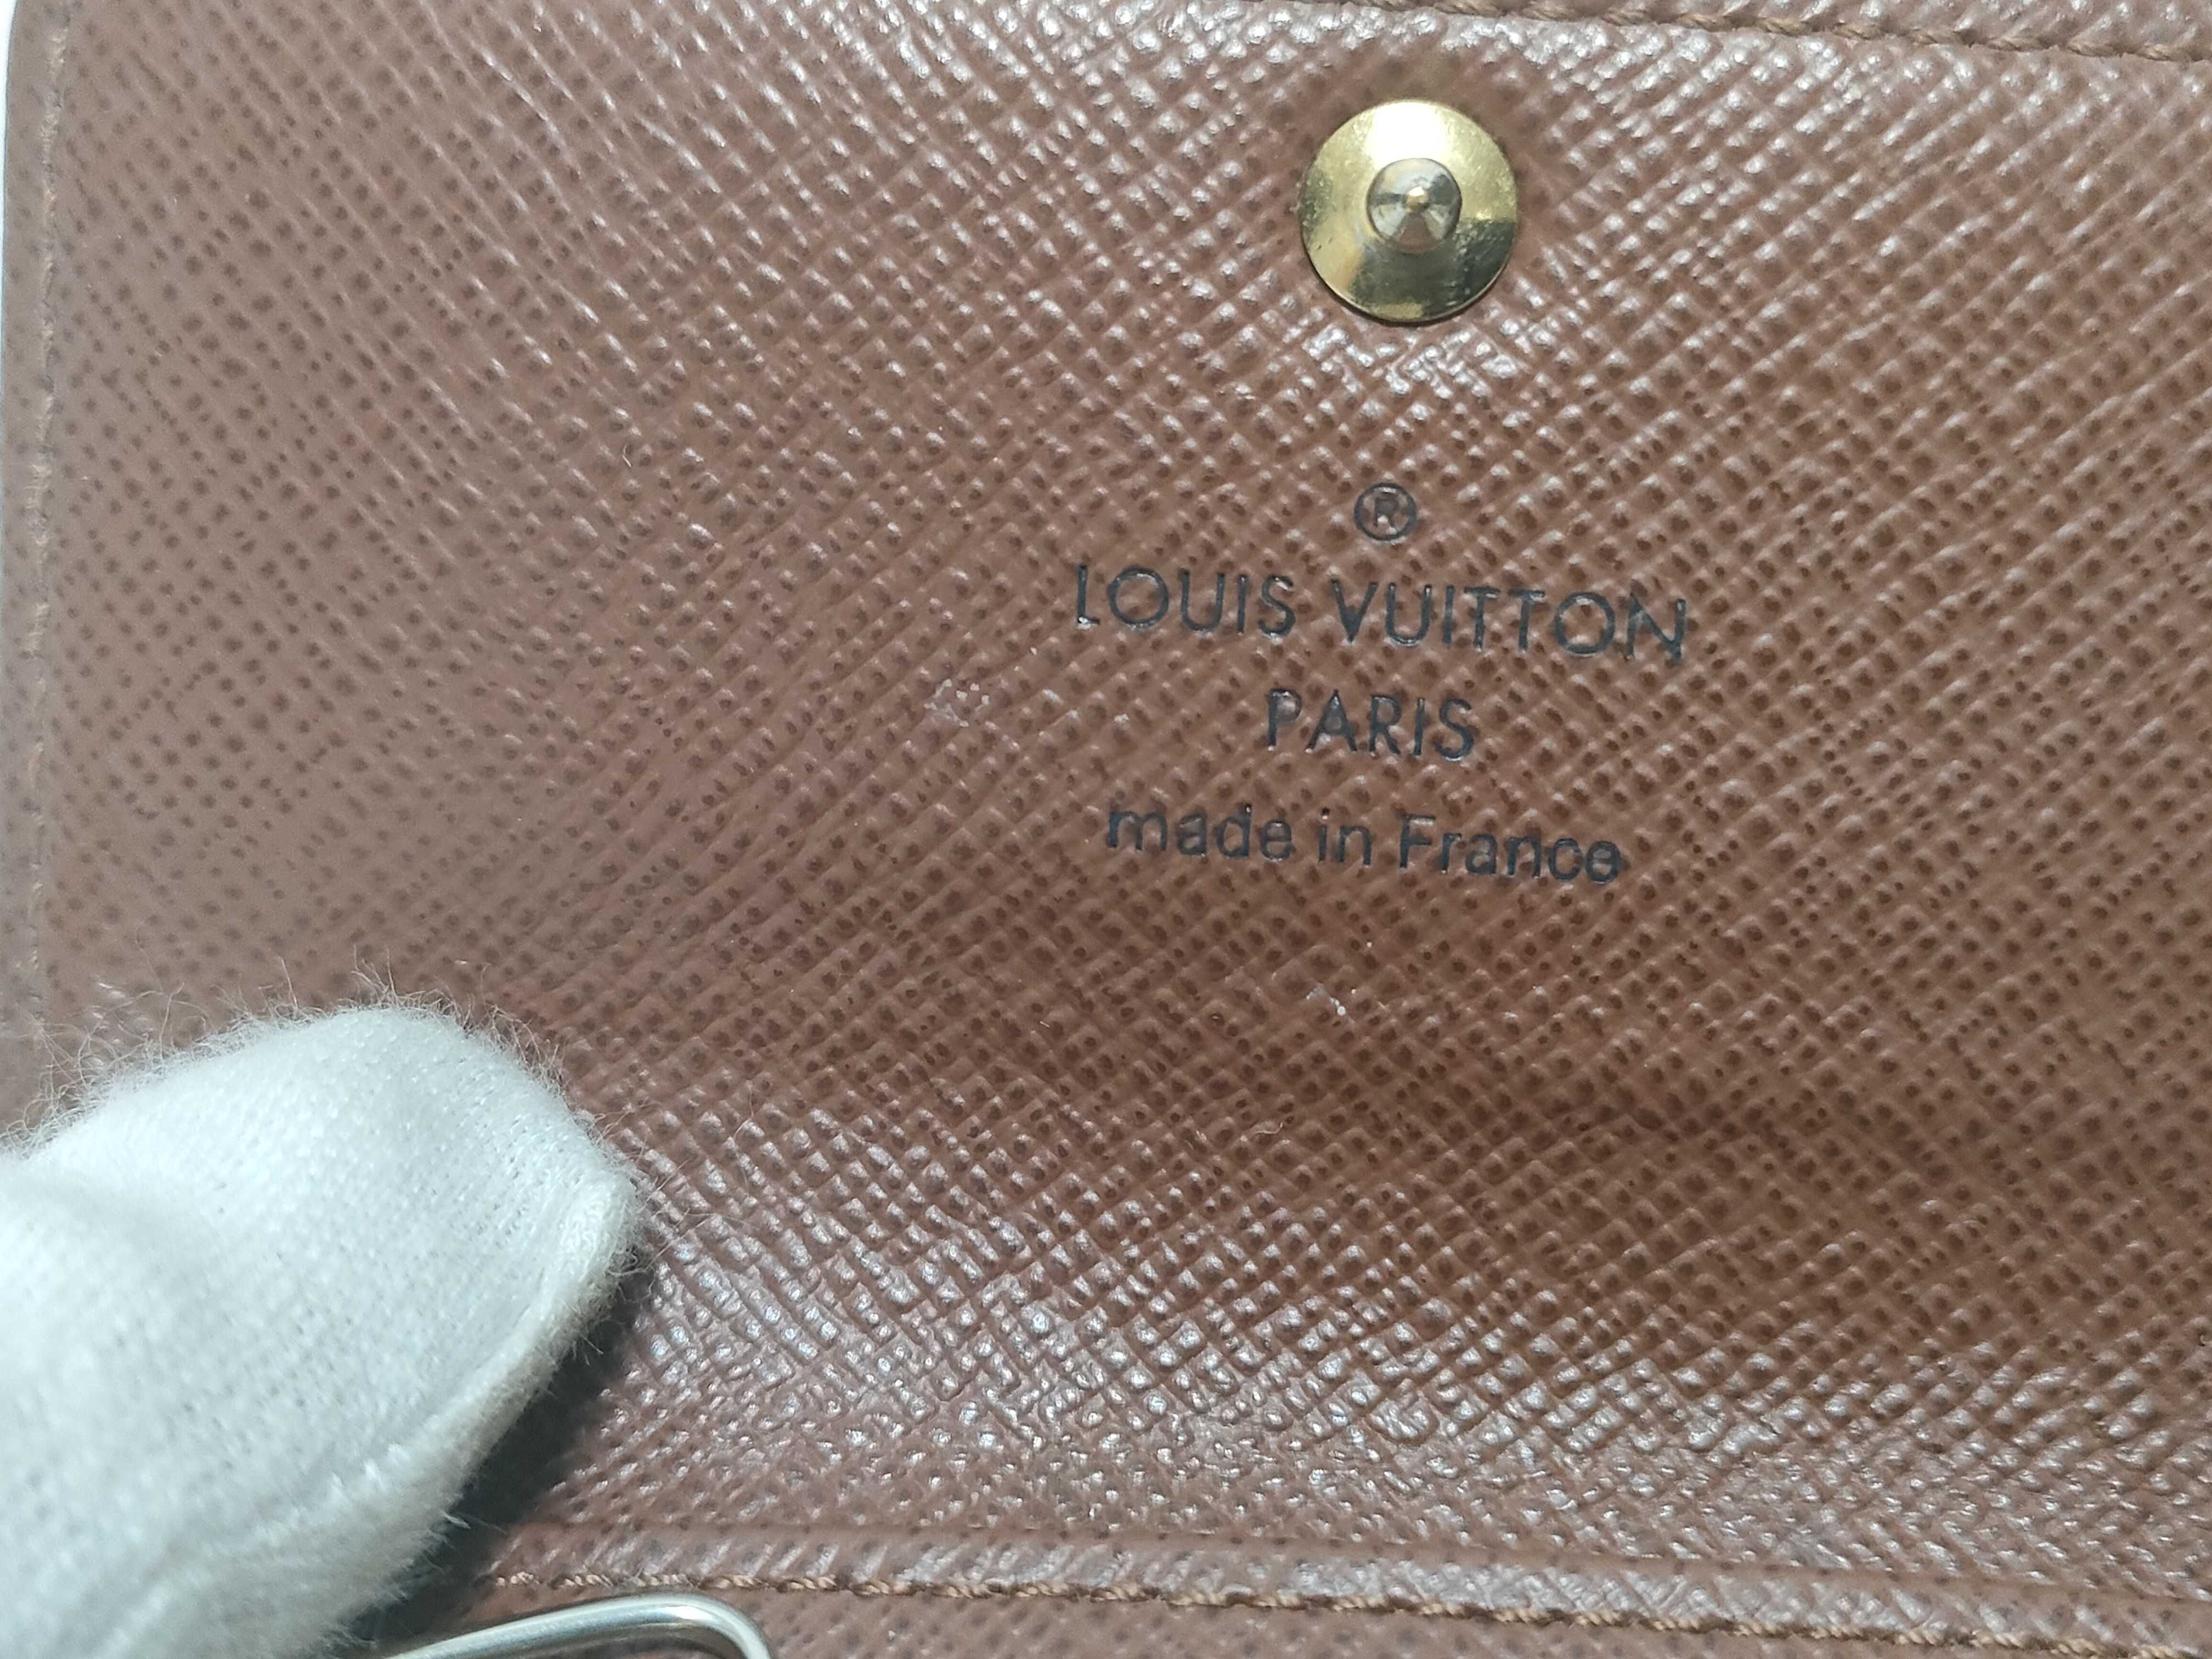 ®
LOUIS VUITTON
PARIS
made in France